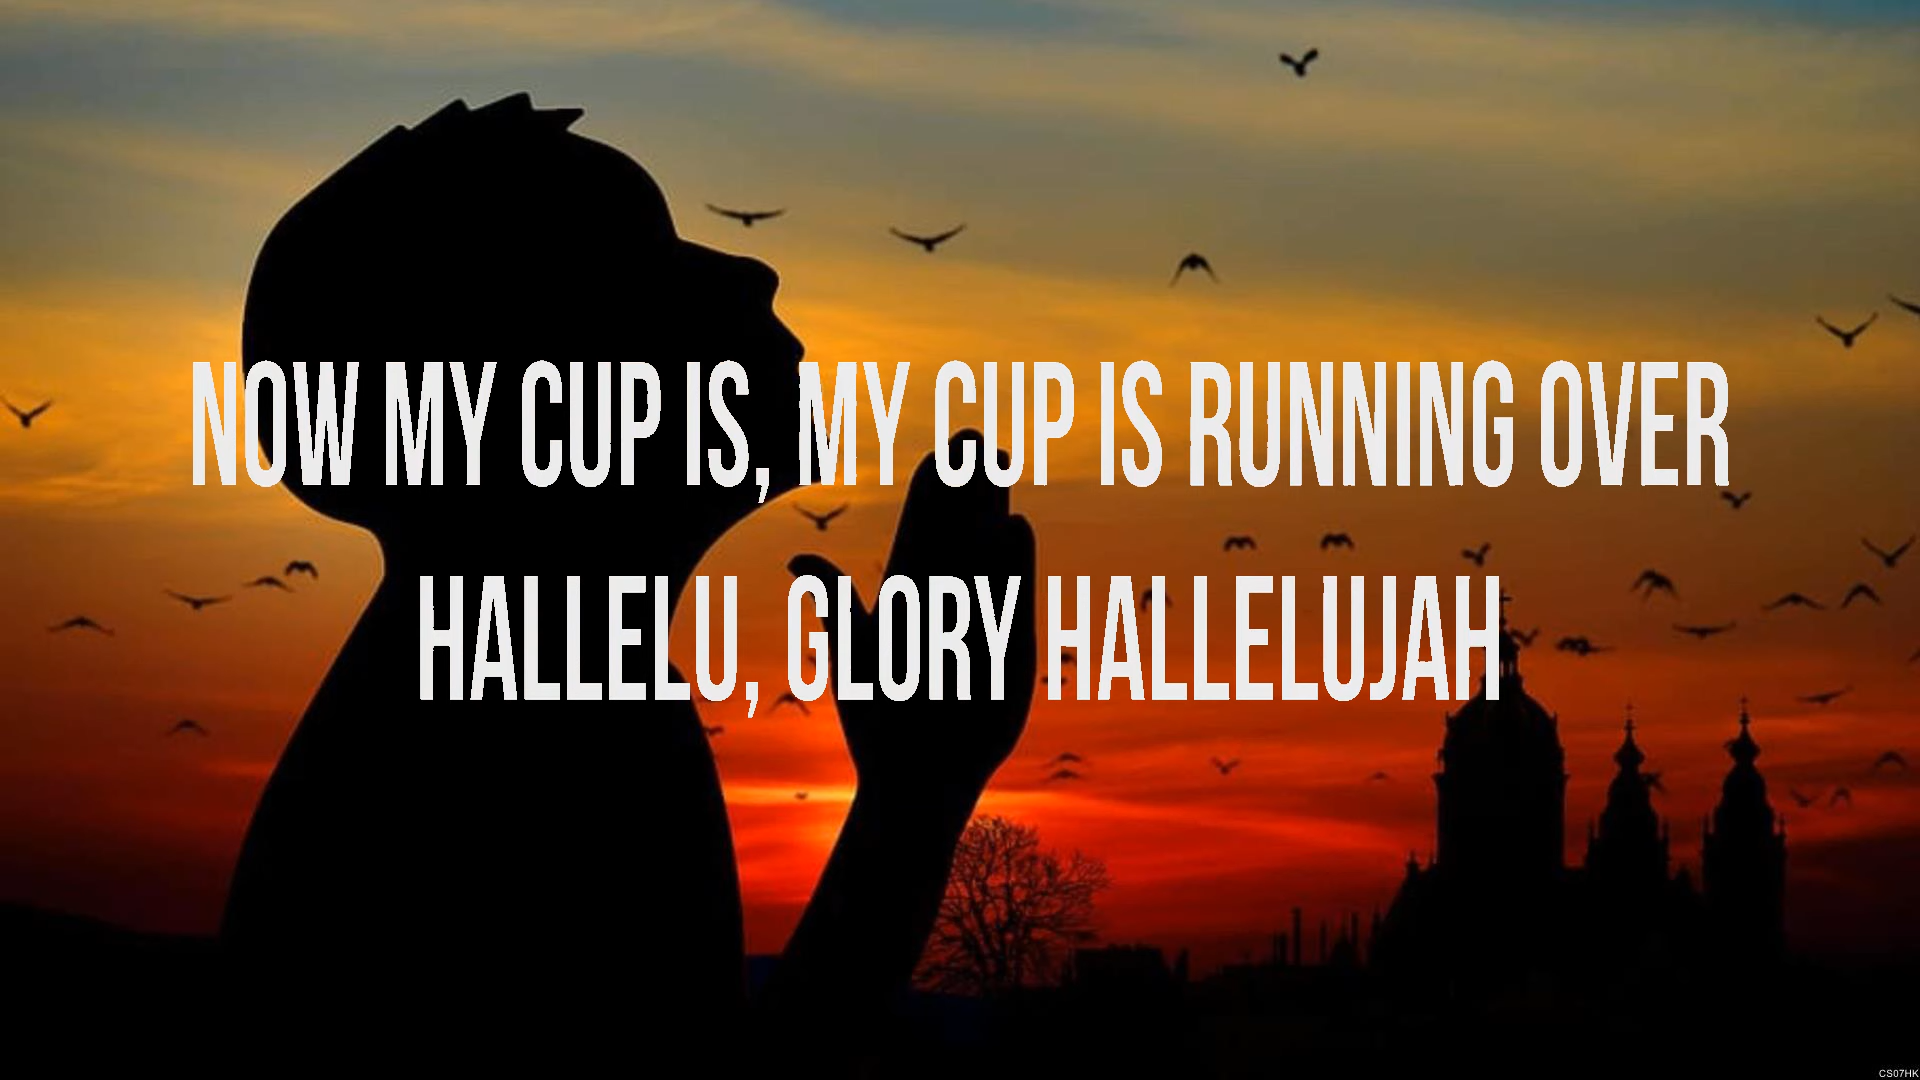 NOW MY CUP IS, MY CUP IS RUNNING OVER
HALLELU, GLORY HALLELUJAH
CS07HK